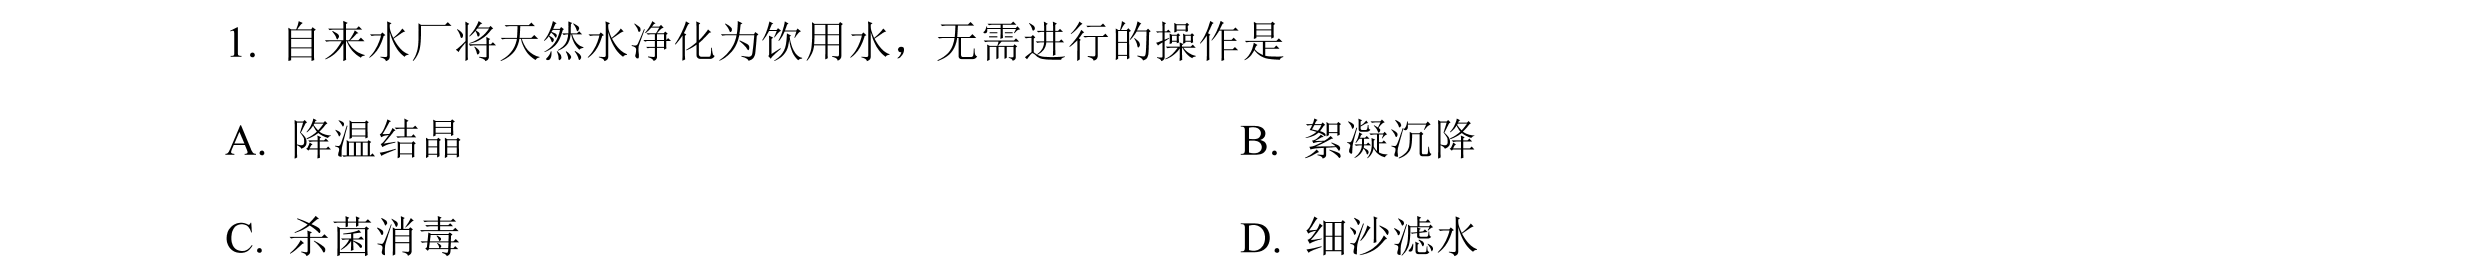 1. 自来水厂将天然水净化为饮用水，无需进行的操作是
A. 降温结晶 B. 絮凝沉降
C. 杀菌消毒 D. 细沙滤水